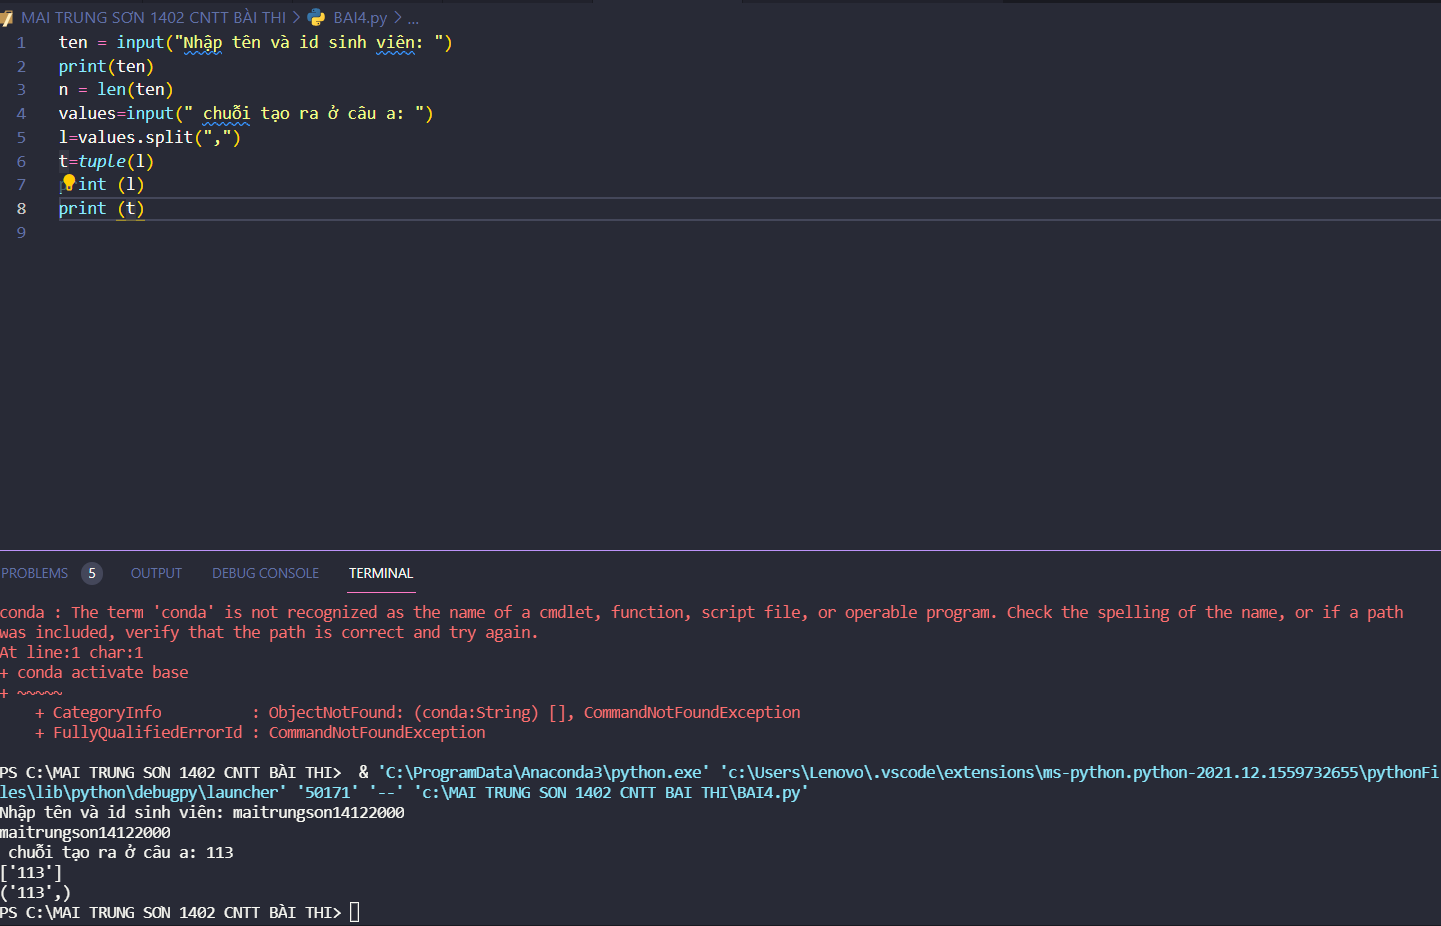 MAI TRUNG SƠN 1402 CNTT BÀI THI > BAI4.py > ...
1 ten = input("Nhập tên và id sinh viên: ")
2 print(ten)
3 n = len(ten)
4 values=input(" chuỗi tạo ra ở câu a: ")
5 l=values.split(",")
6 t=tuple(l)
7 print (l)
8 print (t)
9
PROBLEMS 5 OUTPUT DEBUG CONSOLE TERMINAL
conda : The term 'conda' is not recognized as the name of a cmdlet, function, script file, or operable program. Check the spelling of the name, or if a path
was included, verify that the path is correct and try again.
At line:1 char:1
+ conda activate base
+ ~~~~~
    + CategoryInfo          : ObjectNotFound: (conda:String) [], CommandNotFoundException
    + FullyQualifiedErrorId : CommandNotFoundException
PS C:\MAI TRUNG SƠN 1402 CNTT BÀI THI>  & 'C:\ProgramData\Anaconda3\python.exe' 'c:\Users\Lenovo\.vscode\extensions\ms-python.python-2021.12.1559732655\pythonFi
les\lib\python\debugpy\launcher' '50171' '--' 'c:\MAI TRUNG SƠN 1402 CNTT BÀI THI\BAI4.py'
Nhập tên và id sinh viên: maitrungson14122000
maitrungson14122000
 chuỗi tạo ra ở câu a: 113
['113']
('113',)
PS C:\MAI TRUNG SƠN 1402 CNTT BÀI THI>